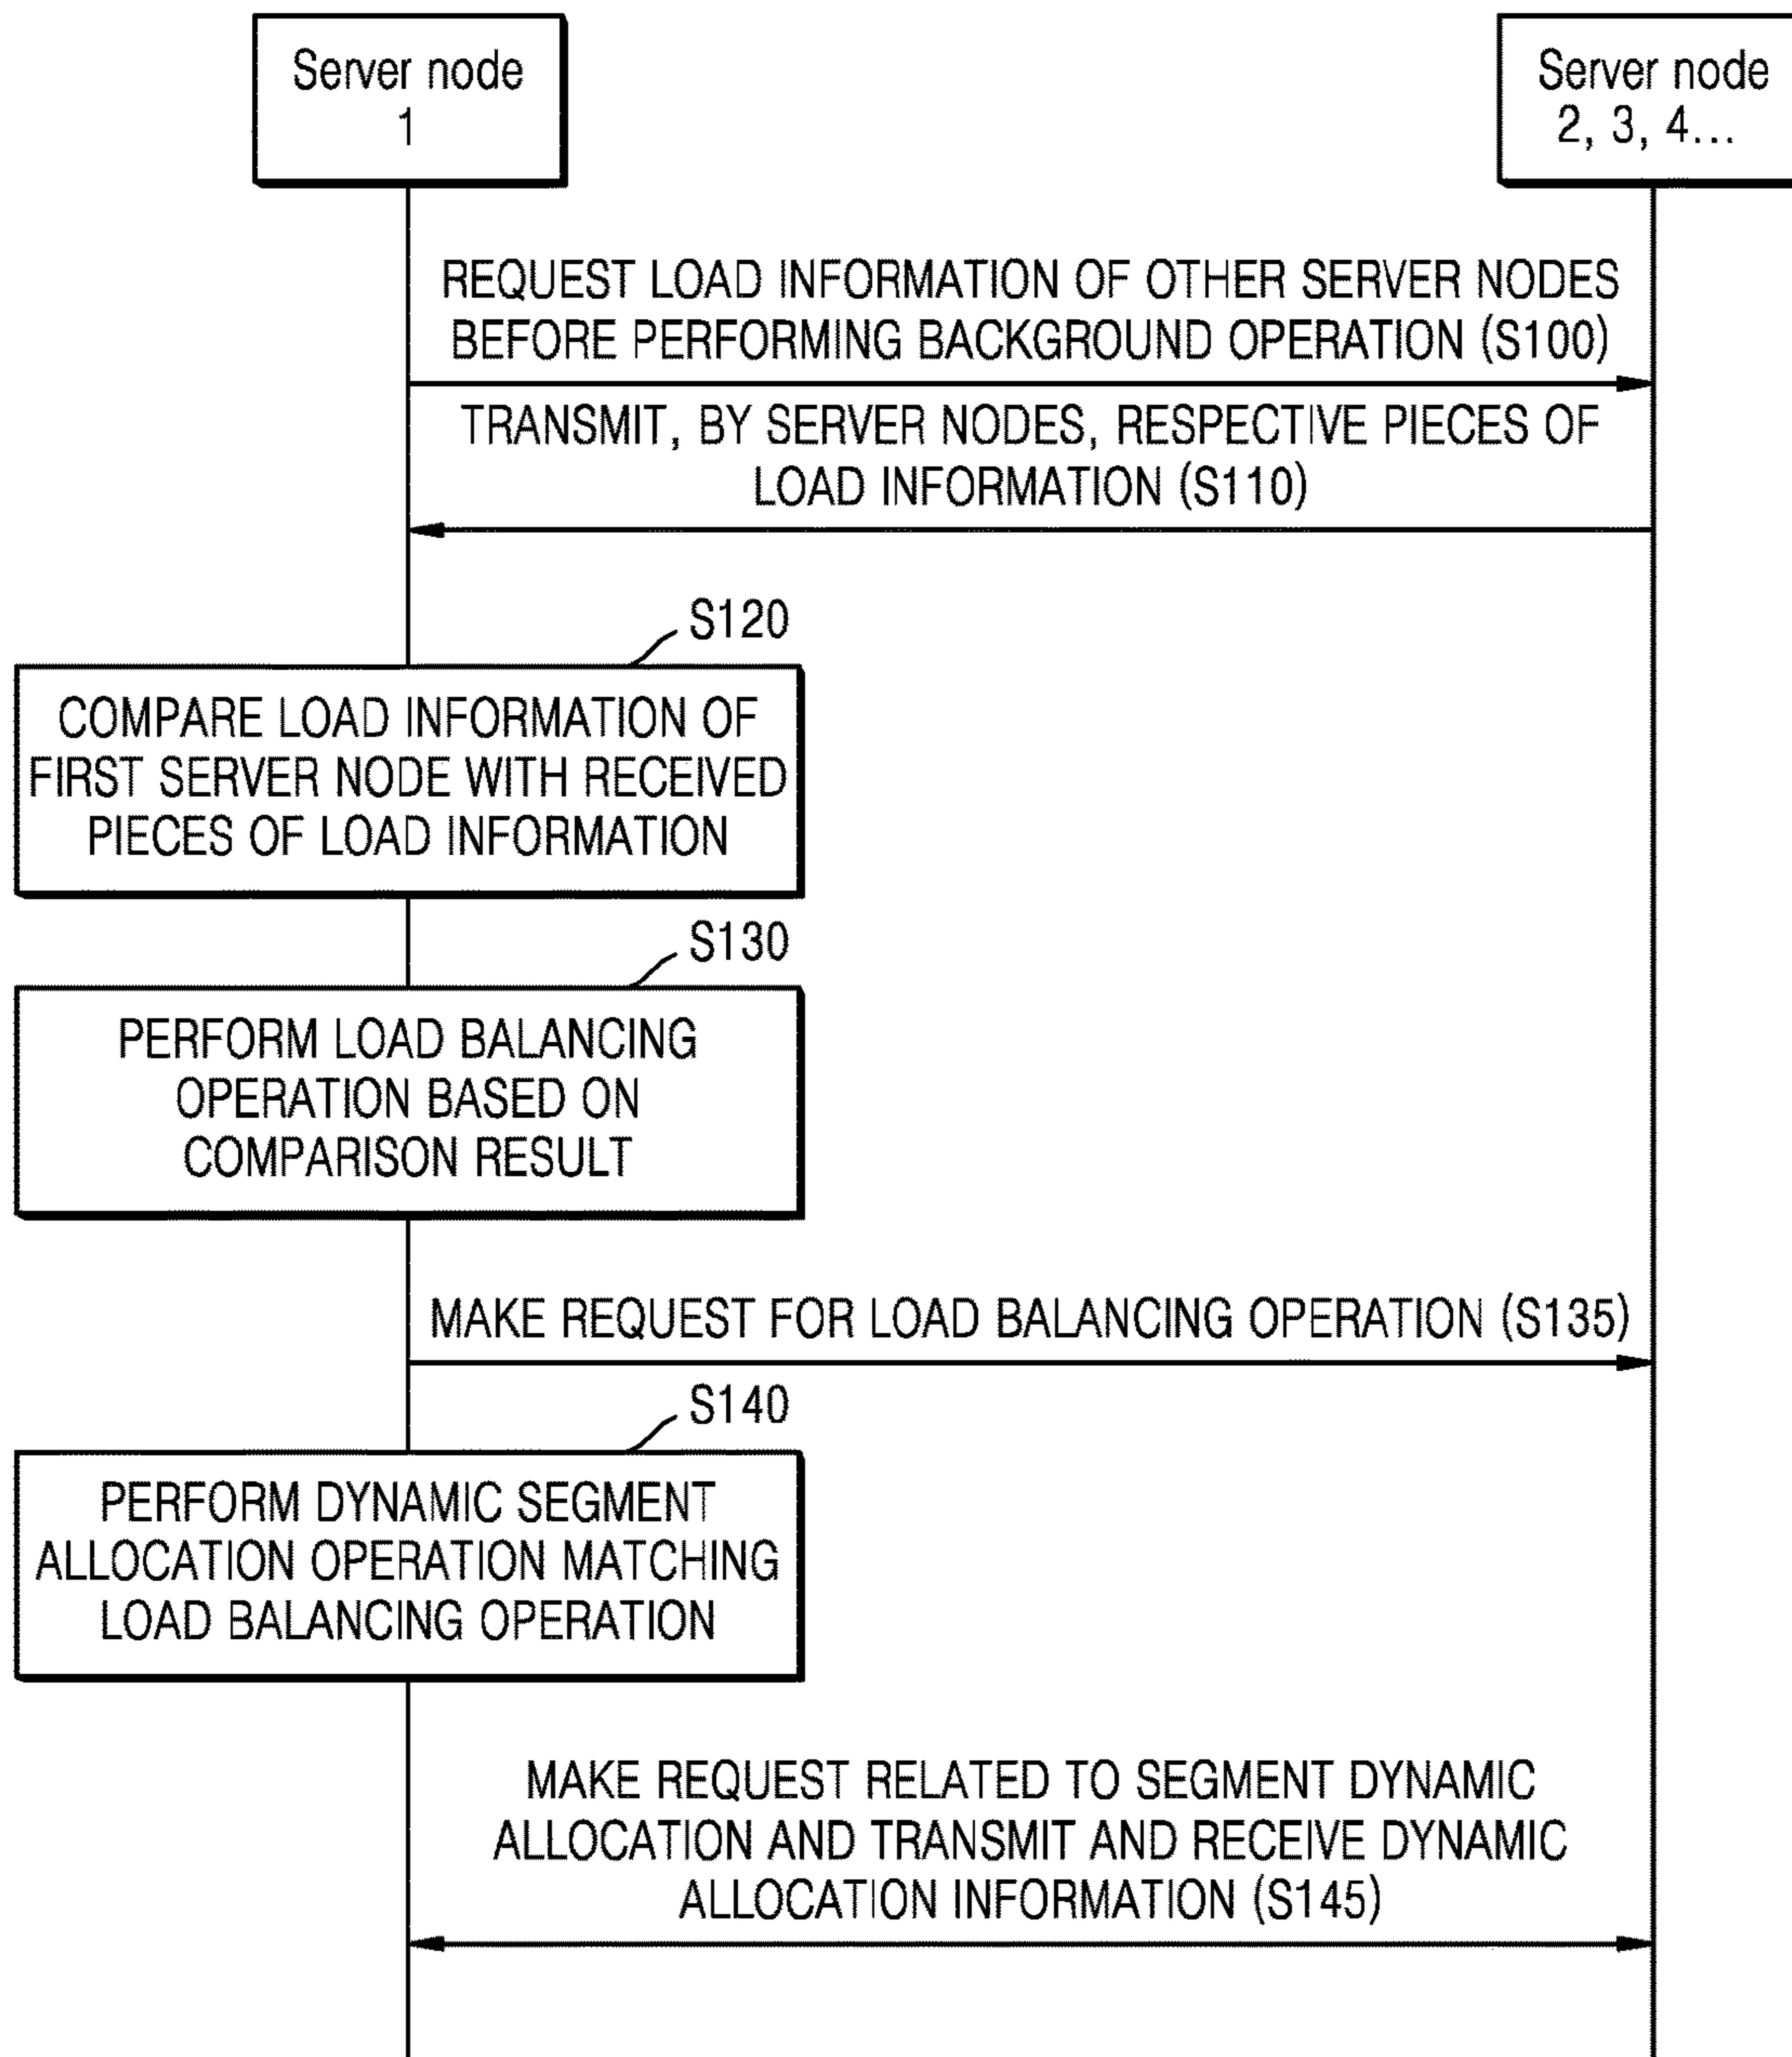 Server node
1
Server node
2, 3, 4...
REQUEST LOAD INFORMATION OF OTHER SERVER NODES
BEFORE PERFORMING BACKGROUND OPERATION (S100)
TRANSMIT, BY SERVER NODES, RESPECTIVE PIECES OF
LOAD INFORMATION (S110)
S120
COMPARE LOAD INFORMATION OF
FIRST SERVER NODE WITH RECEIVED
PIECES OF LOAD INFORMATION
S130
PERFORM LOAD BALANCING
OPERATION BASED ON
COMPARISON RESULT
MAKE REQUEST FOR LOAD BALANCING OPERATION (S135)
S140
PERFORM DYNAMIC SEGMENT
ALLOCATION OPERATION MATCHING
LOAD BALANCING OPERATION
MAKE REQUEST RELATED TO SEGMENT DYNAMIC
ALLOCATION AND TRANSMIT AND RECEIVE DYNAMIC
ALLOCATION INFORMATION (S145)